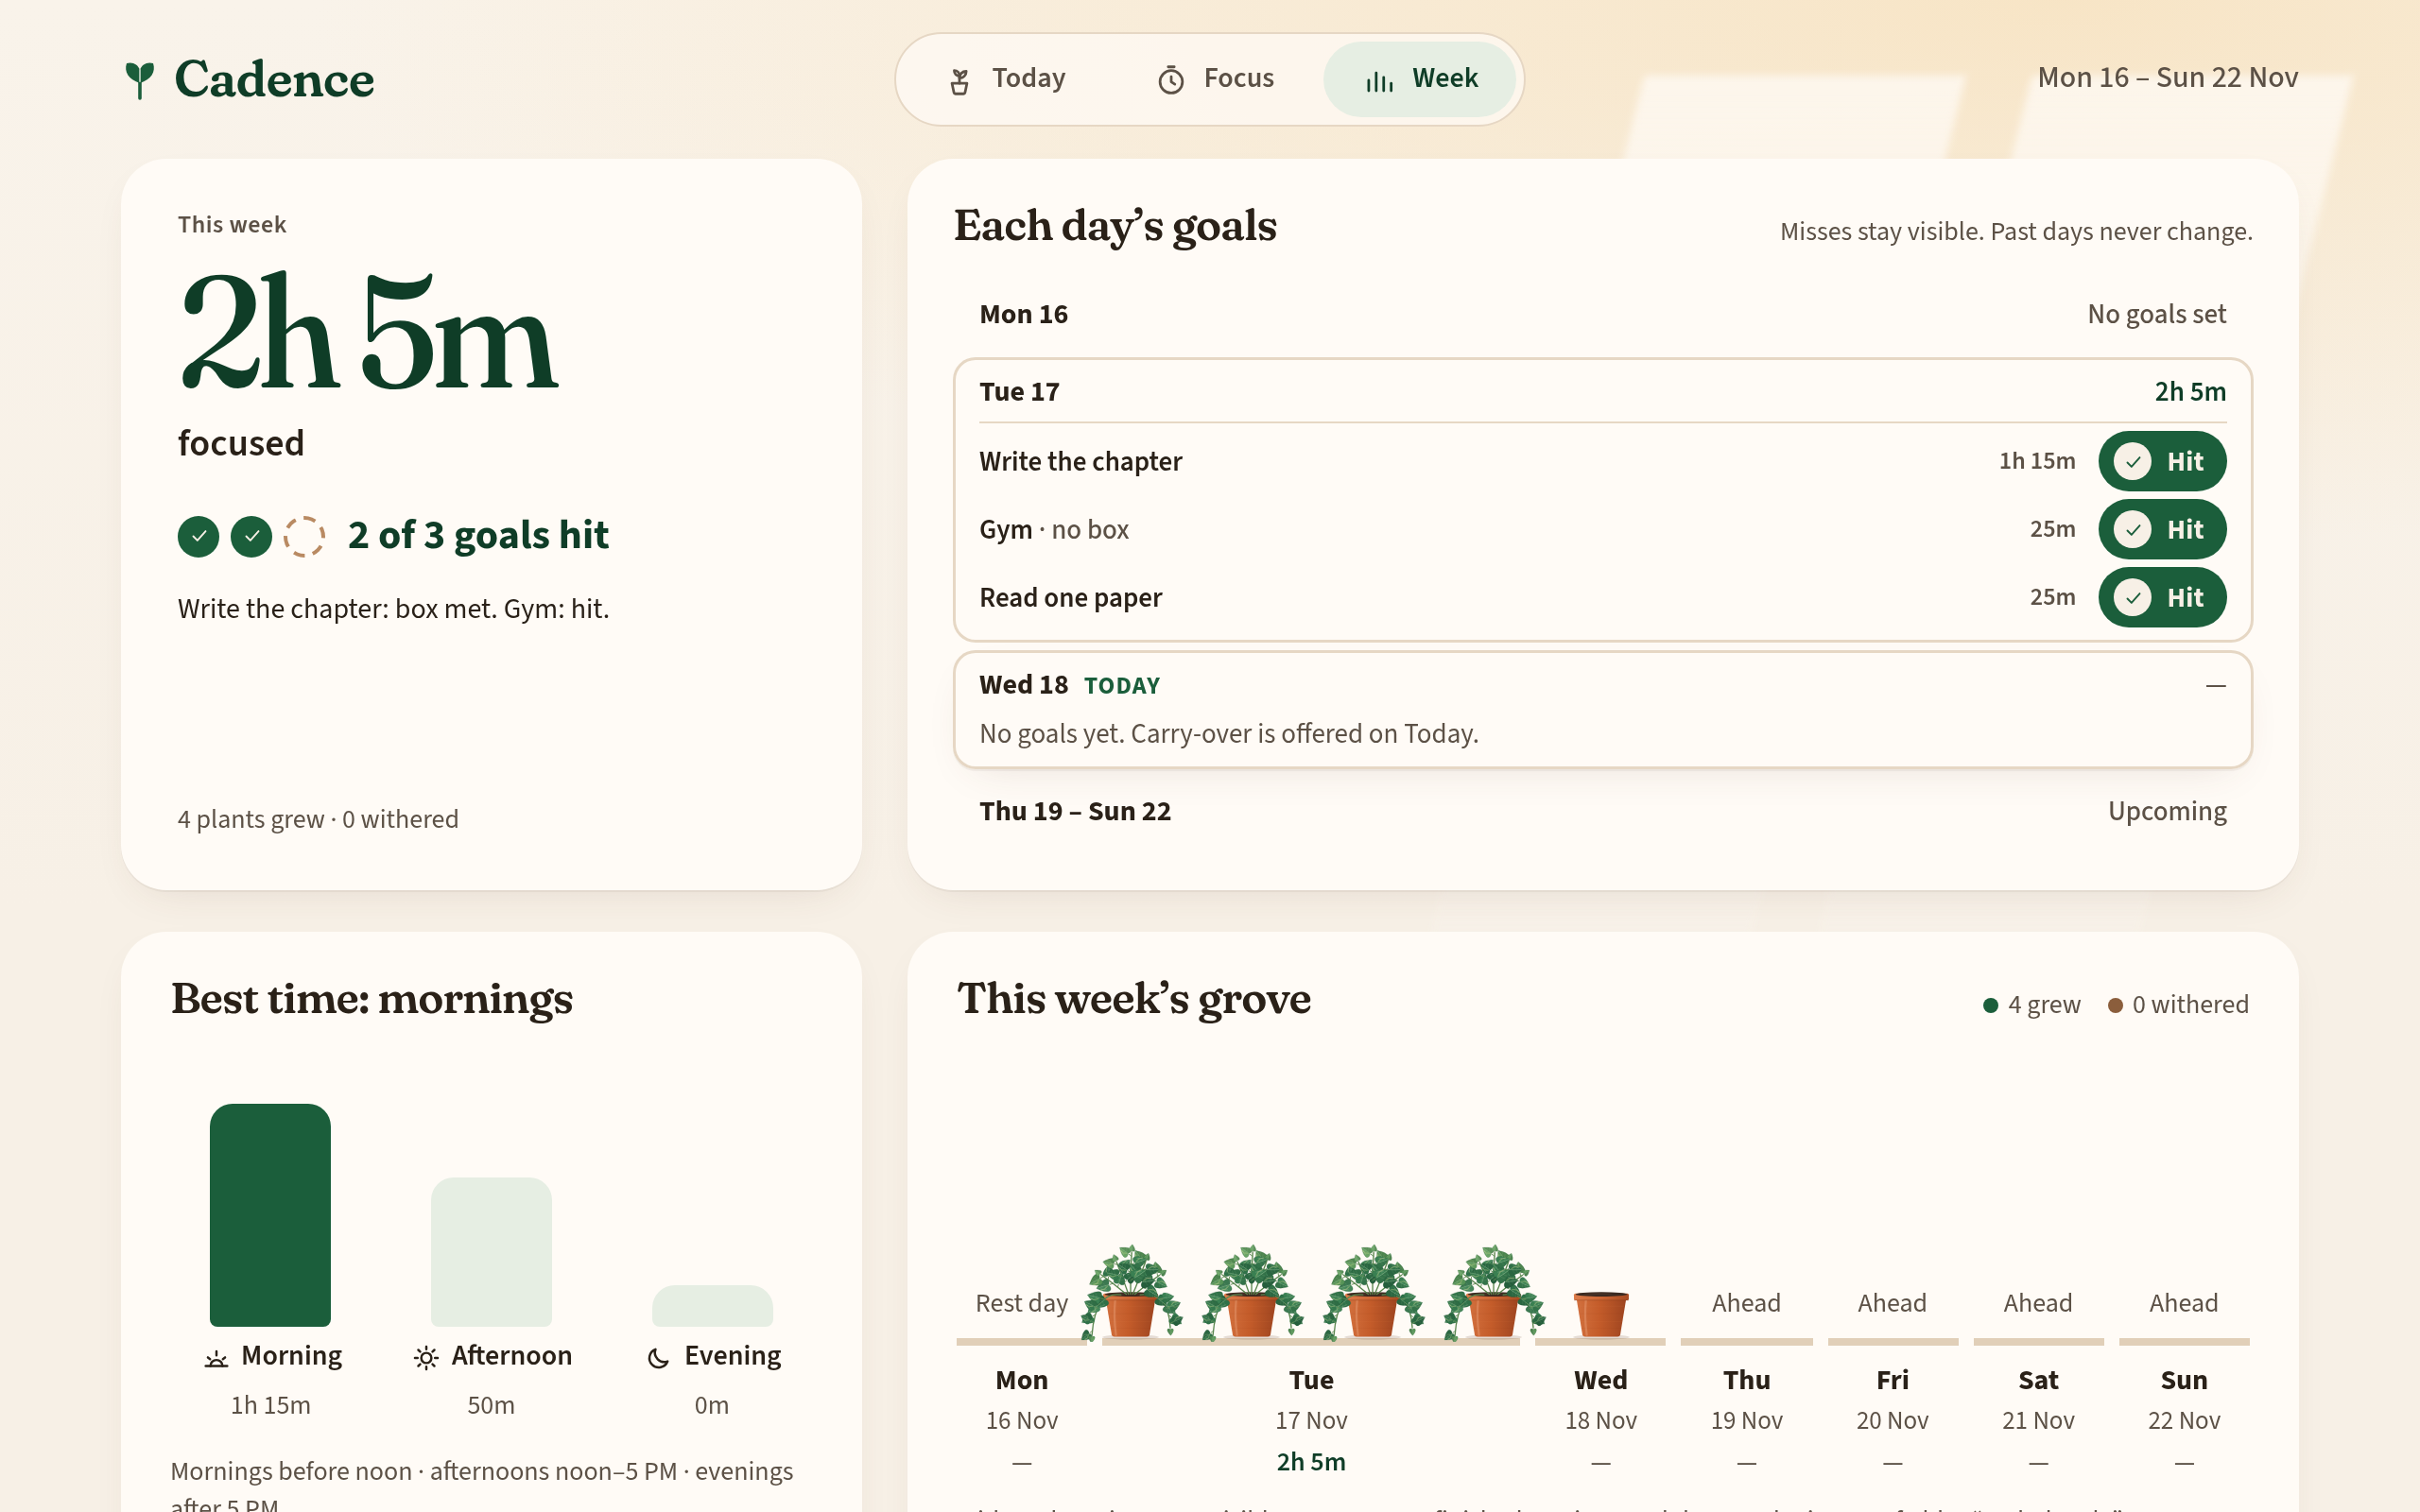 Cadence
Today
Focus
Week
Mon 16 – Sun 22 Nov
This week
2h 5m
focused
2 of 3 goals hit
Write the chapter: box met. Gym: hit.
4 plants grew · 0 withered
Each day’s goals
Misses stay visible. Past days never change.
Mon 16
No goals set
Tue 17
2h 5m
Write the chapter
1h 15m
Hit
Gym · no box
25m
Hit
Read one paper
25m
Hit
Wed 18 TODAY
—
No goals yet. Carry-over is offered on Today.
Thu 19 – Sun 22
Upcoming
Best time: mornings
Morning
Afternoon
Evening
1h 15m
50m
0m
Mornings before noon · afternoons noon–5 PM · evenings
after 5 PM
This week’s grove
4 grew
0 withered
Rest day
Ahead
Ahead
Ahead
Ahead
Mon
Tue
Wed
Thu
Fri
Sat
Sun
16 Nov
17 Nov
18 Nov
19 Nov
20 Nov
21 Nov
22 Nov
—
2h 5m
—
—
—
—
—